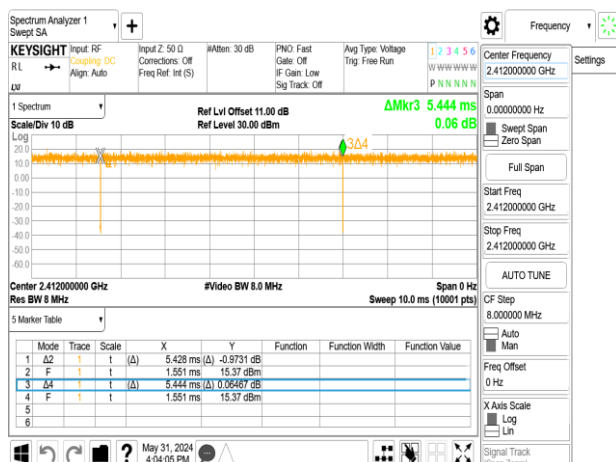 Spectrum Analyzer 1
Swept SA
Frequency
KEYSIGHT
RL
Input: RF
Coupling: DC
Align: Auto
Input Z: 50 Ω
Corrections: Off
Freq Ref: Int (S)
#Atten: 30 dB
PNO: Fast
Gate: Off
IF Gain: Low
Sig Track: Off
Avg Type: Voltage
Trig: Free Run
1 2 3 4 5 6
W W W W W W
P N N N N N
1 Spectrum
Scale/Div 10 dB
Log
Ref Lvl Offset 11.00 dB
Ref Level 30.00 dBm
ΔMkr3 5.444 ms
0.06 dB
3Δ4
20.0
10.0
0.00
-10.0
-20.0
-30.0
-40.0
-50.0
-60.0
Center 2.412000000 GHz
Res BW 8 MHz
#Video BW 8.0 MHz
Span 0 Hz
Sweep 10.0 ms (10001 pts)
5 Marker Table
Mode Trace Scale X Y Function Function Width Function Value
1 Δ2 1 t (Δ) 5.428 ms (Δ) -0.9731 dB
2 F 1 t 1.551 ms 15.37 dBm
3 Δ4 1 t (Δ) 5.444 ms (Δ) 0.06467 dB
4 F 1 t 1.551 ms 15.37 dBm
5
6
?
May 31, 2024
4:04:05 PM
Center Frequency
2.412000000 GHz
Settings
Span
0.00000000 Hz
Swept Span
Zero Span
Full Span
Start Freq
2.412000000 GHz
Stop Freq
2.412000000 GHz
AUTO TUNE
CF Step
8.000000 MHz
Auto
Man
Freq Offset
0 Hz
X Axis Scale
Log
Lin
Signal Track